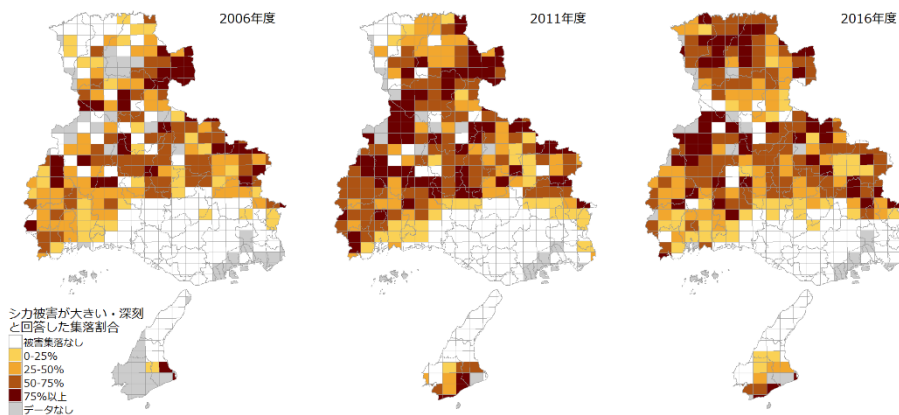 2006年度
2011年度
2016年度
シカ被害が大きい・深刻
と回答した集落割合
被害集落なし
0-25%
25-50%
50-75%
75%以上
データなし